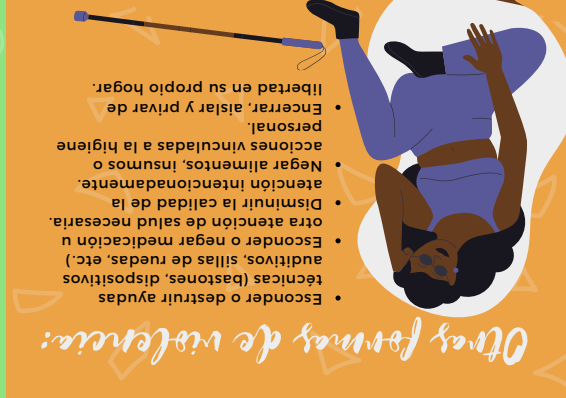 Otras formas de violencia:
• Esconder o destruir ayudas
técnicas (bastones, dispositivos
auditivos, sillas de ruedas, etc.)
• Esconder o negar medicación u
otra atención de salud necesaria.
• Disminuir la calidad de la
atención intencionadamente.
• Negar alimentos, insumos o
acciones vinculadas a la higiene
personal.
• Encerrar, aislar y privar de
libertad en su propio hogar.